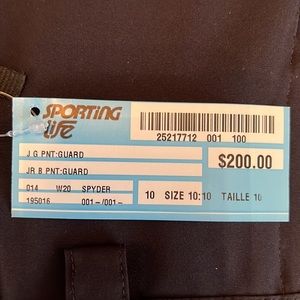 SPORTING
life
25217712 001 100
J G PNT:GUARD
$200.00
JR B PNT:GUARD
014 W20 SPYDER
10 SIZE 10:10 TAILLE 10
195016 001-/001-